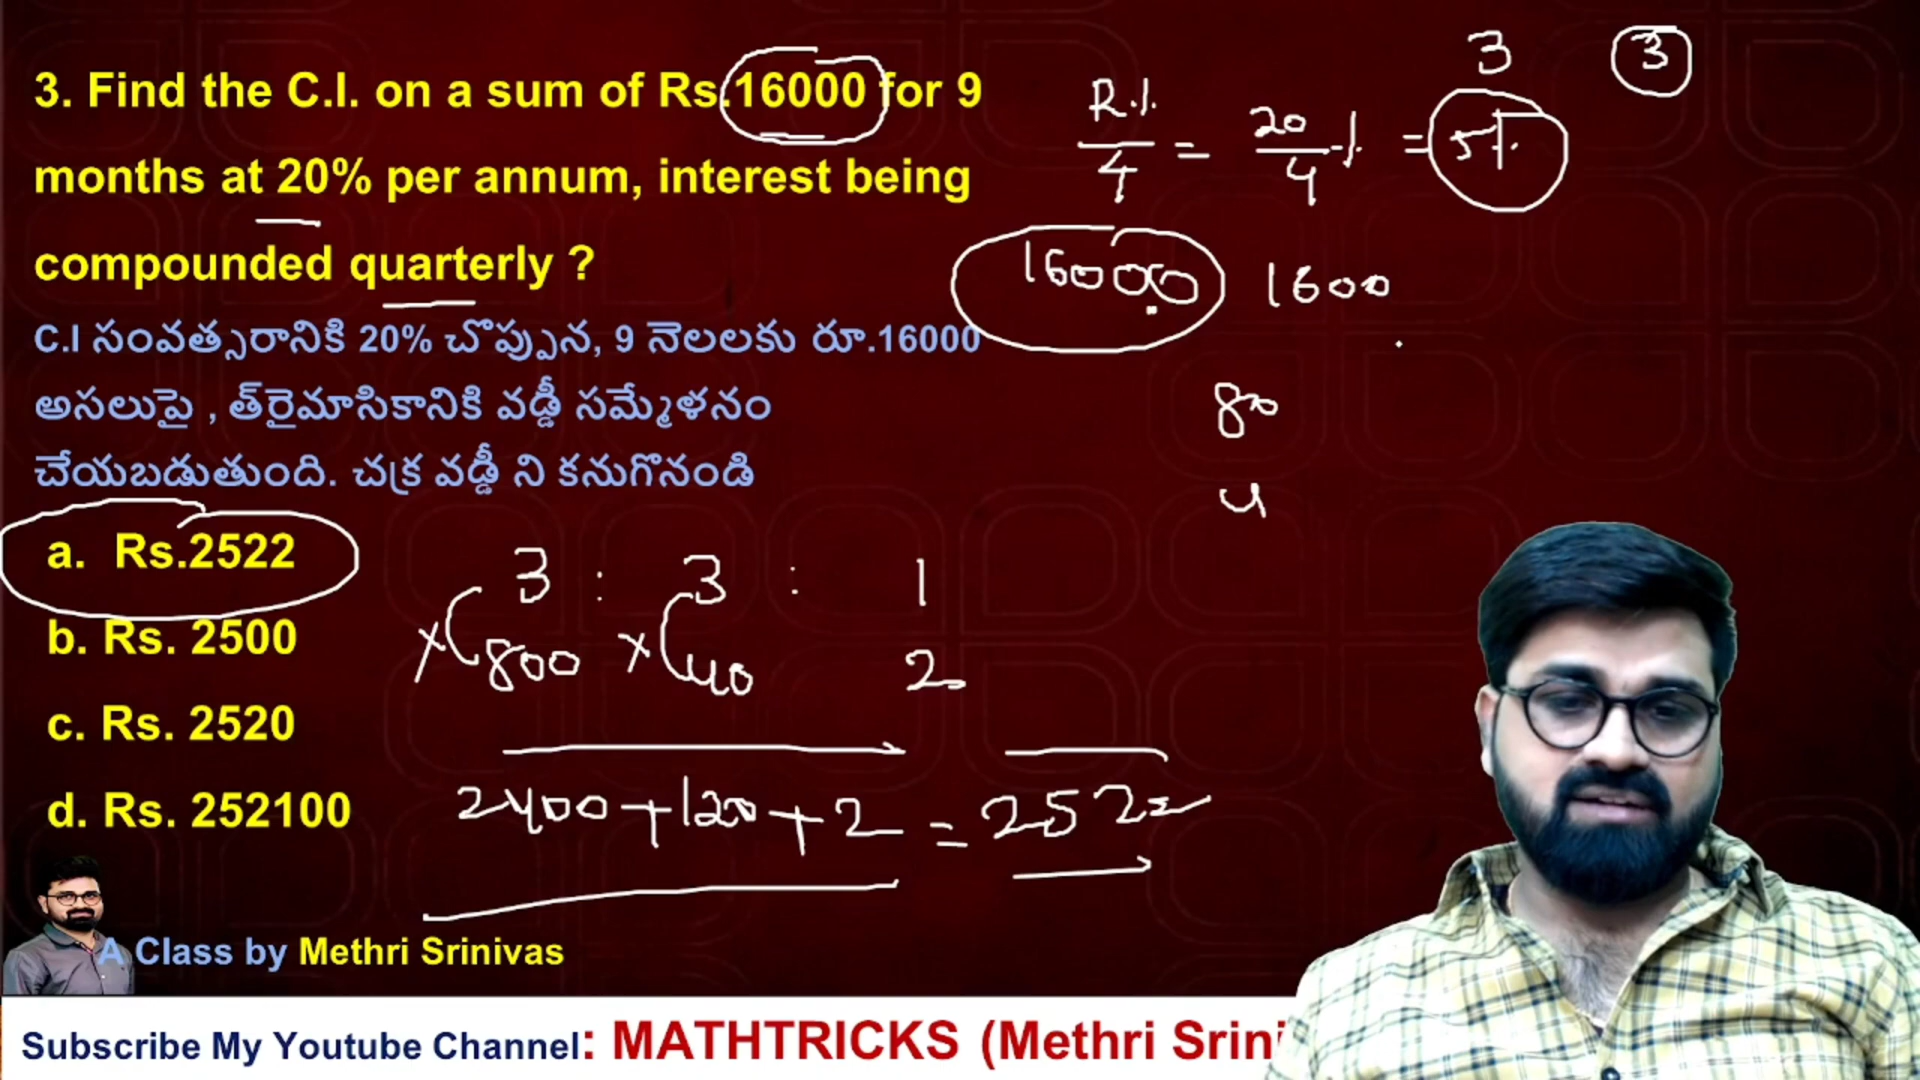 3. Find the C.I. on a sum of Rs.16000 for 9
months at 20% per annum, interest being
compounded quarterly ?
C.I సంవత్సరానికి 20% చొప్పున, 9 నెలలకు రూ.16000
అసలుపై , త్‌రైమాసికానికి వడ్డీ సమ్మేళనం
చేయబడుతుంది. చక్ర వడ్డీ ని కనుగొనండి
a. Rs.2522
b. Rs. 2500
c. Rs. 2520
d. Rs. 252100
3 3
R% / 4 = 20 / 4 % = 5%
16000 1600
80
4
3 : 3 : 1
×800 ×40 2
2400+120+2 = 2522
A Class by Methri Srinivas
Subscribe My Youtube Channel: MATHTRICKS (Methri Srini